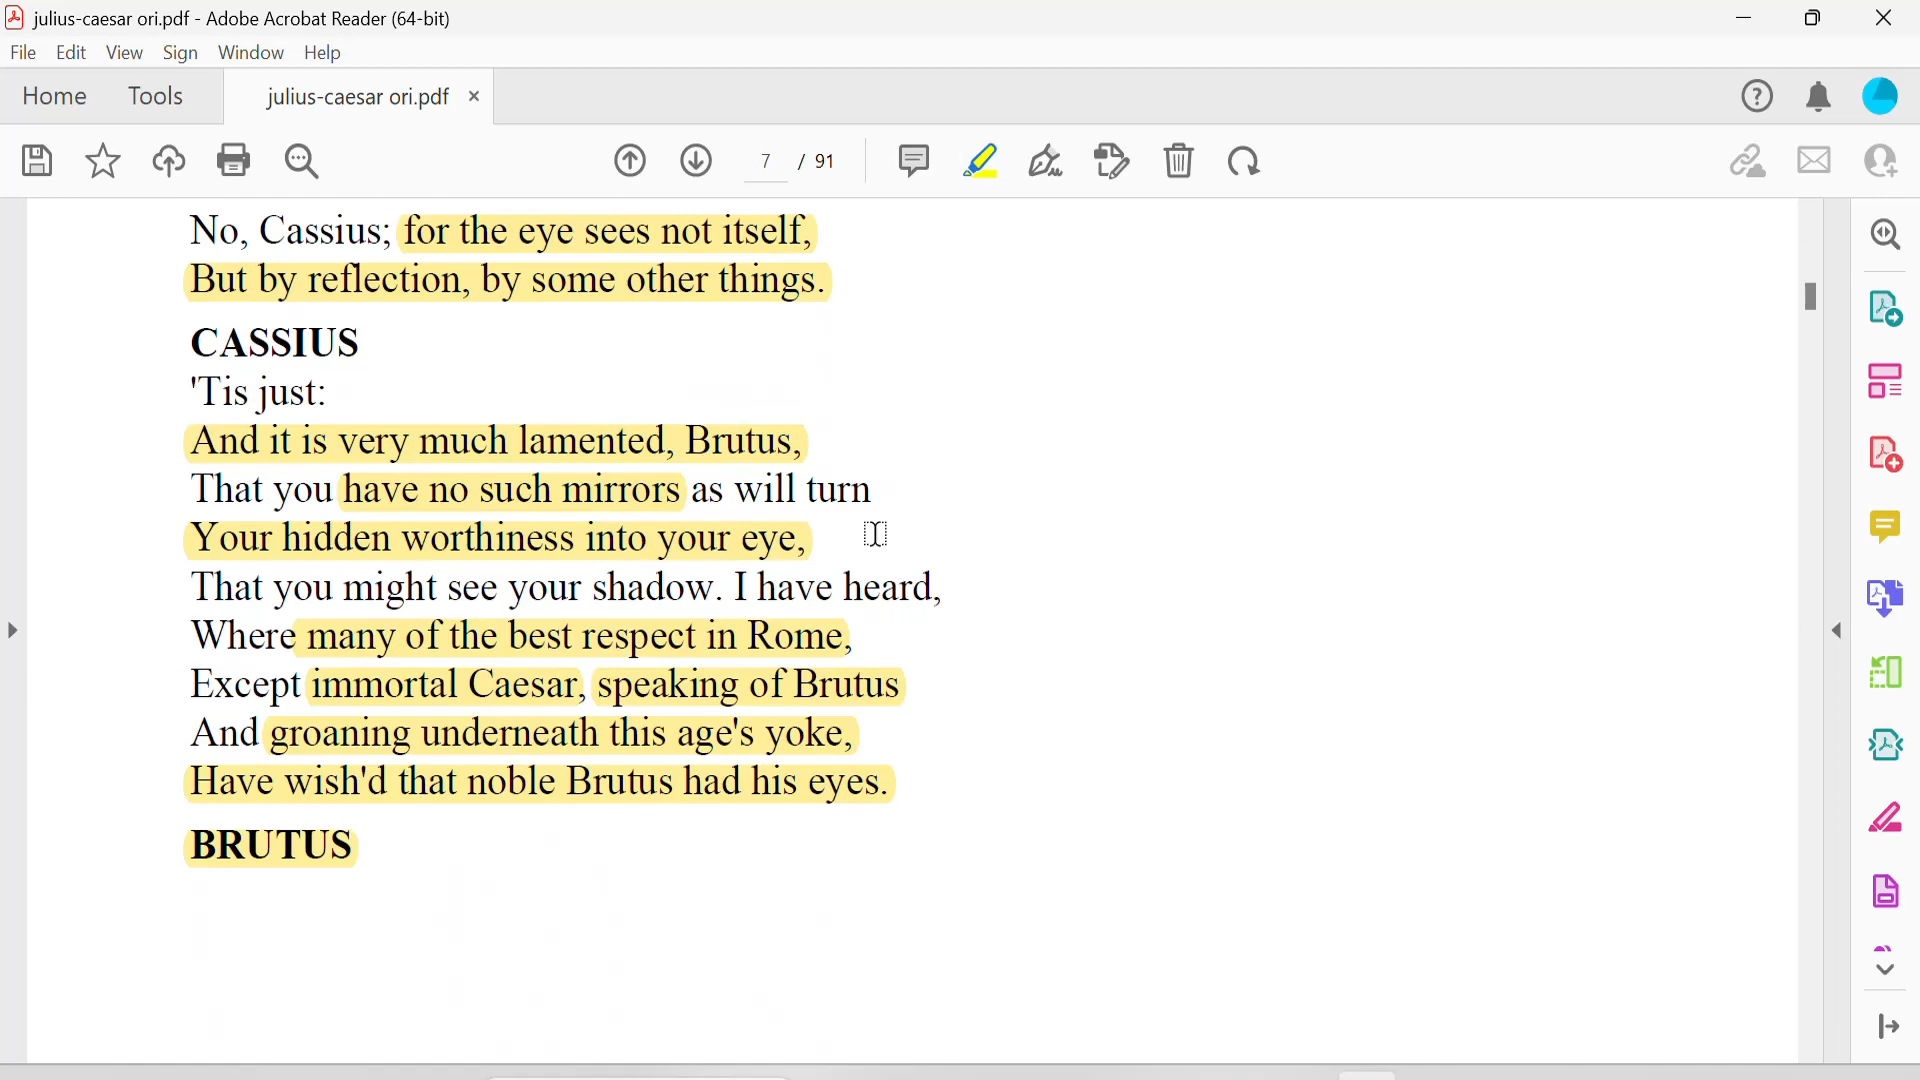 julius-caesar ori.pdf - Adobe Acrobat Reader (64-bit)
File Edit View Sign Window Help
Home Tools julius-caesar ori.pdf ×
7 / 91
No, Cassius; for the eye sees not itself,
But by reflection, by some other things.
CASSIUS
'Tis just:
And it is very much lamented, Brutus,
That you have no such mirrors as will turn
Your hidden worthiness into your eye,
That you might see your shadow. I have heard,
Where many of the best respect in Rome,
Except immortal Caesar, speaking of Brutus
And groaning underneath this age's yoke,
Have wish'd that noble Brutus had his eyes.
BRUTUS